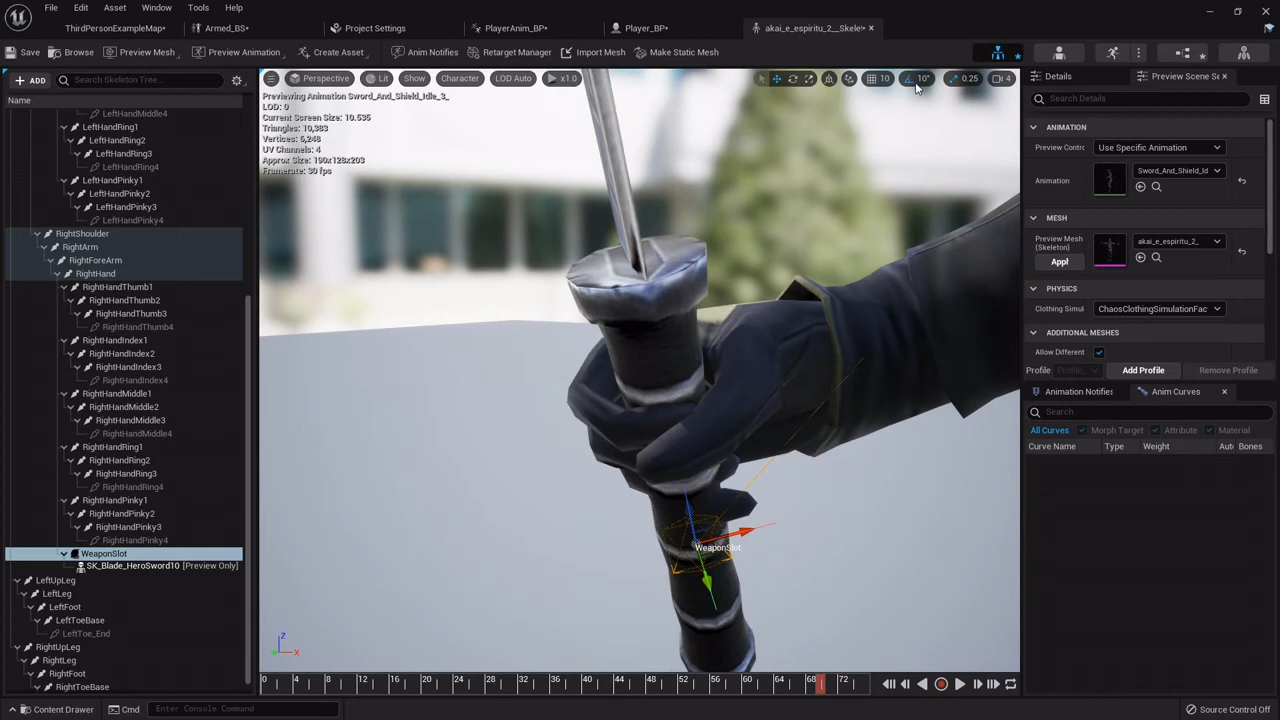 File Edit Asset Window Tools Help
ThirdPersonExampleMap•
Armed_BS•
Project Settings
PlayerAnim_BP•
Player_BP•
akai_e_espiritu_2__Skelet•
Save
Browse
Preview Mesh
Preview Animation
Create Asset
Anim Notifies
Retarget Manager
Import Mesh
Make Static Mesh
ADD
Search Skeleton Tree...
Name
LeftHandMiddle4
LeftHandRing1
LeftHandRing2
LeftHandRing3
LeftHandRing4
LeftHandPinky1
LeftHandPinky2
LeftHandPinky3
LeftHandPinky4
RightShoulder
RightArm
RightForeArm
RightHand
RightHandThumb1
RightHandThumb2
RightHandThumb3
RightHandThumb4
RightHandIndex1
RightHandIndex2
RightHandIndex3
RightHandIndex4
RightHandMiddle1
RightHandMiddle2
RightHandMiddle3
RightHandMiddle4
RightHandRing1
RightHandRing2
RightHandRing3
RightHandRing4
RightHandPinky1
RightHandPinky2
RightHandPinky3
RightHandPinky4
WeaponSlot
SK_Blade_HeroSword10 [Preview Only]
LeftUpLeg
LeftLeg
LeftFoot
LeftToeBase
LeftToe_End
RightUpLeg
RightLeg
RightFoot
RightToeBase
Perspective Lit Show Character LOD Auto x1.0 10 10° 0.25 4
Previewing Animation Sword_And_Shield_Idle_3_
LOD: 0
Current Screen Size: 10.535
Triangles: 10,383
Vertices: 6,248
UV Channels: 4
Approx Size: 190x128x203
Framerate: 30 fps
WeaponSlot
Z
X
0 4 8 12 16 20 24 28 32 36 40 44 48 52 56 60 64 68 72
Details
Preview Scene Se
Search Details
ANIMATION
Preview Contrc
Use Specific Animation
Animation
Sword_And_Shield_Id
MESH
Preview Mesh
(Skeleton)
akai_e_espiritu_2_
Appl
PHYSICS
Clothing Simul
ChaosClothingSimulationFac
ADDITIONAL MESHES
Allow Different
Profile
Add Profile
Remove Profile
Animation Notifies
Anim Curves
Search
All Curves Morph Target Attribute Material
Curve Name Type Weight Aut Bones
Content Drawer
Cmd
Enter Console Command
Source Control Off